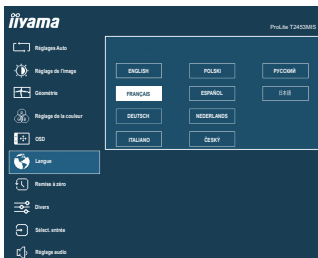 iiyama
ProLite T2453MIS
Réglages Auto
Réglage de l'image
Géométrie
Réglage de la couleur
OSD
Langue
Remise à zéro
Divers
Sélect. entrée
Réglage audio
ENGLISH
POLSKI
РУССКИЙ
FRANÇAIS
ESPAÑOL
日本語
DEUTSCH
NEDERLANDS
ITALIANO
ČESKÝ